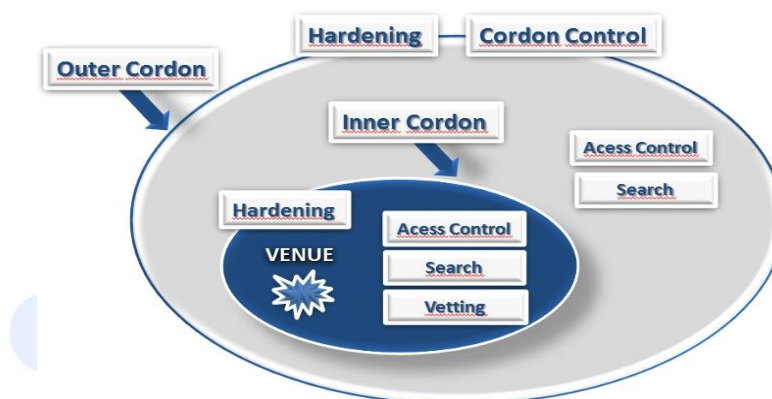 Hardening
Cordon Control
Outer Cordon
Inner Cordon
Acess Control
Search
Hardening
VENUE
Acess Control
Search
Vetting